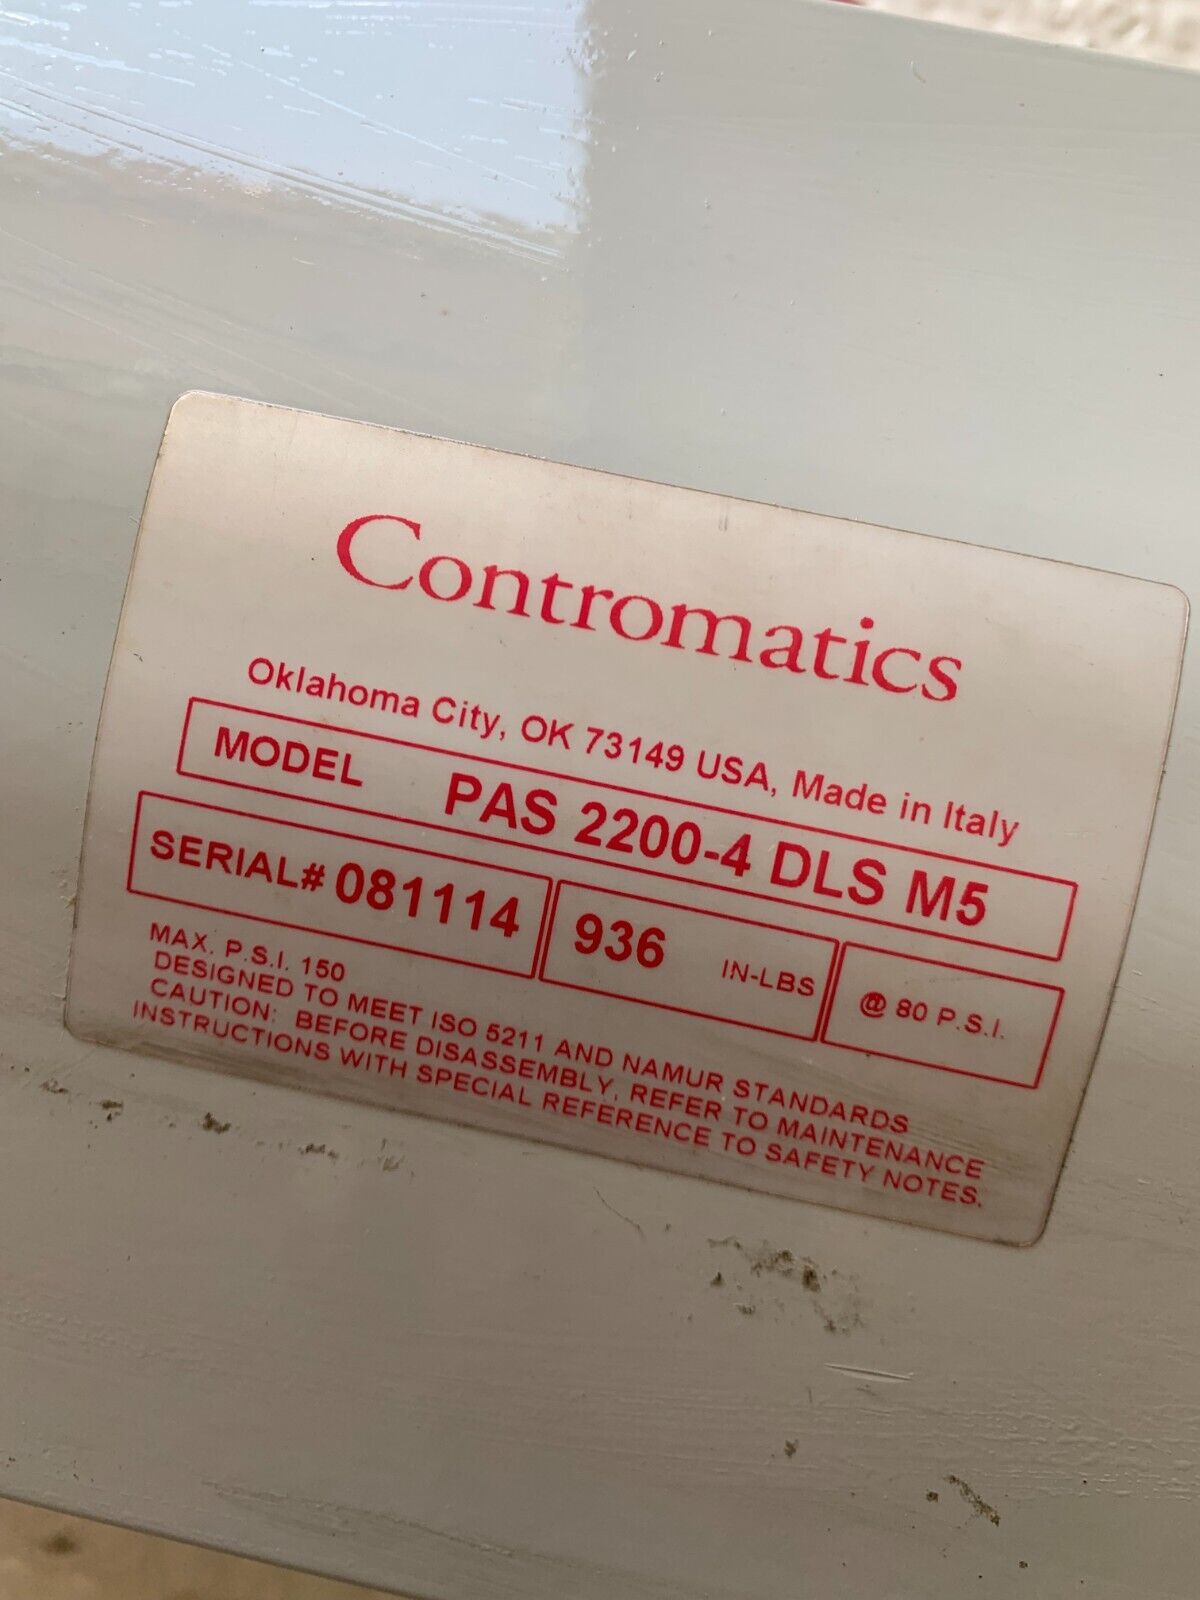 Contromatics
Oklahoma City, OK 73149 USA, Made in Italy
MODEL PAS 2200-4 DLS M5
SERIAL# 081114 936 IN-LBS @ 80 P.S.I.
MAX. P.S.I. 150
DESIGNED TO MEET ISO 5211 AND NAMUR STANDARDS
CAUTION: BEFORE DISASSEMBLY, REFER TO MAINTENANCE
INSTRUCTIONS WITH SPECIAL REFERENCE TO SAFETY NOTES.